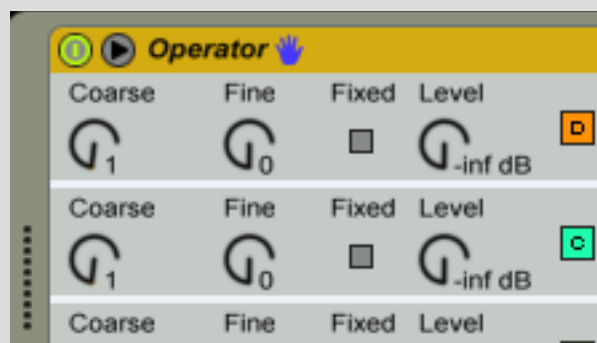 Operator
Coarse Fine Fixed Level
1 0 -inf dB D
Coarse Fine Fixed Level
1 0 -inf dB C
Coarse Fine Fixed Level